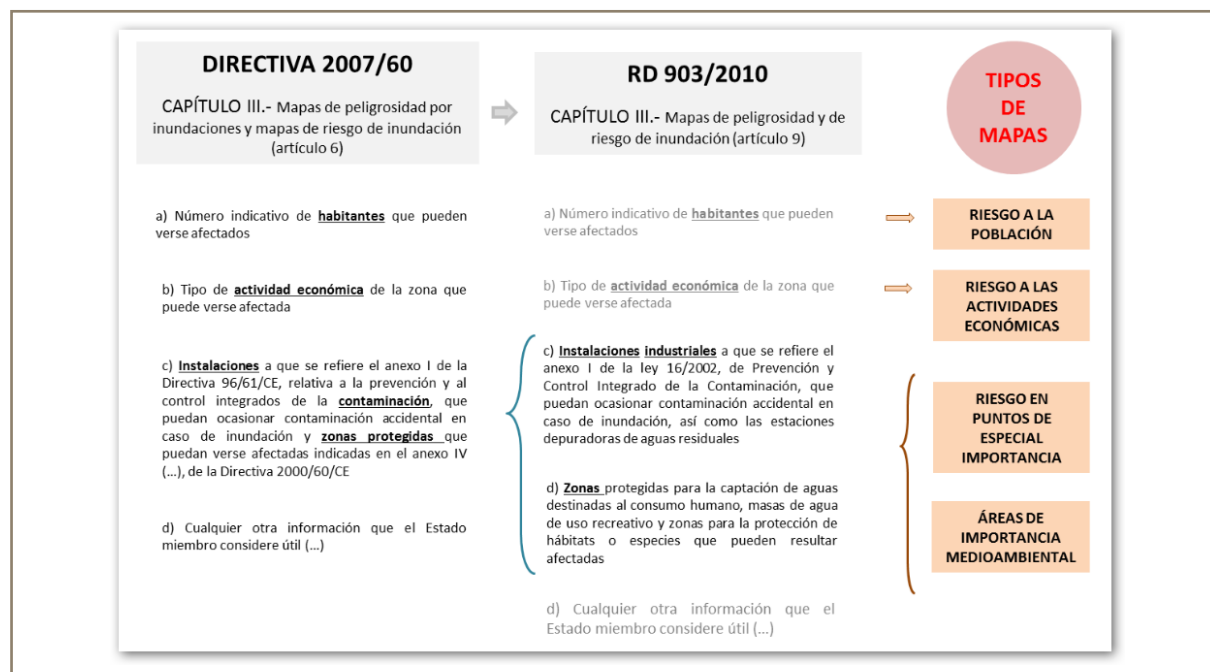 DIRECTIVA 2007/60
CAPÍTULO III.- Mapas de peligrosidad por
inundaciones y mapas de riesgo de inundación
(artículo 6)
RD 903/2010
CAPÍTULO III.- Mapas de peligrosidad y de
riesgo de inundación (artículo 9)
TIPOS
DE
MAPAS
a) Número indicativo de habitantes que pueden
verse afectados
a) Número indicativo de habitantes que pueden
verse afectados
RIESGO A LA
POBLACIÓN
b) Tipo de actividad económica de la zona que
puede verse afectada
b) Tipo de actividad económica de la zona que
puede verse afectada
RIESGO A LAS
ACTIVIDADES
ECONÓMICAS
c) Instalaciones a que se refiere el anexo I de la
Directiva 96/61/CE, relativa a la prevención y al
control integrados de la contaminación, que
puedan ocasionar contaminación accidental en
caso de inundación y zonas protegidas que
puedan verse afectadas indicadas en el anexo IV
(...), de la Directiva 2000/60/CE
c) Instalaciones industriales a que se refiere el
anexo I de la ley 16/2002, de Prevención y
Control Integrado de la Contaminación, que
puedan ocasionar contaminación accidental en
caso de inundación, así como las estaciones
depuradoras de aguas residuales
RIESGO EN
PUNTOS DE
ESPECIAL
IMPORTANCIA
d) Cualquier otra información que el Estado
miembro considere útil (...)
d) Zonas protegidas para la captación de aguas
destinadas al consumo humano, masas de agua
de uso recreativo y zonas para la protección de
hábitats o especies que pueden resultar
afectadas
ÁREAS DE
IMPORTANCIA
MEDIOAMBIENTAL
d) Cualquier otra información que el
Estado miembro considere útil (...)